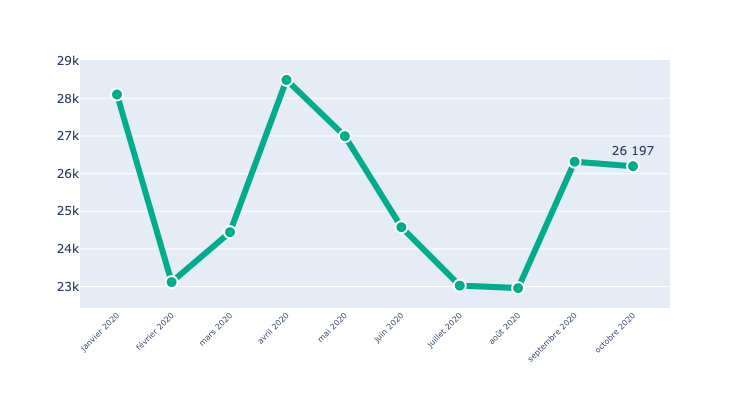 29k
28k
27k
26k
25k
24k
23k
26 197
janvier 2020
février 2020
mars 2020
avril 2020
mai 2020
juin 2020
juillet 2020
août 2020
septembre 2020
octobre 2020